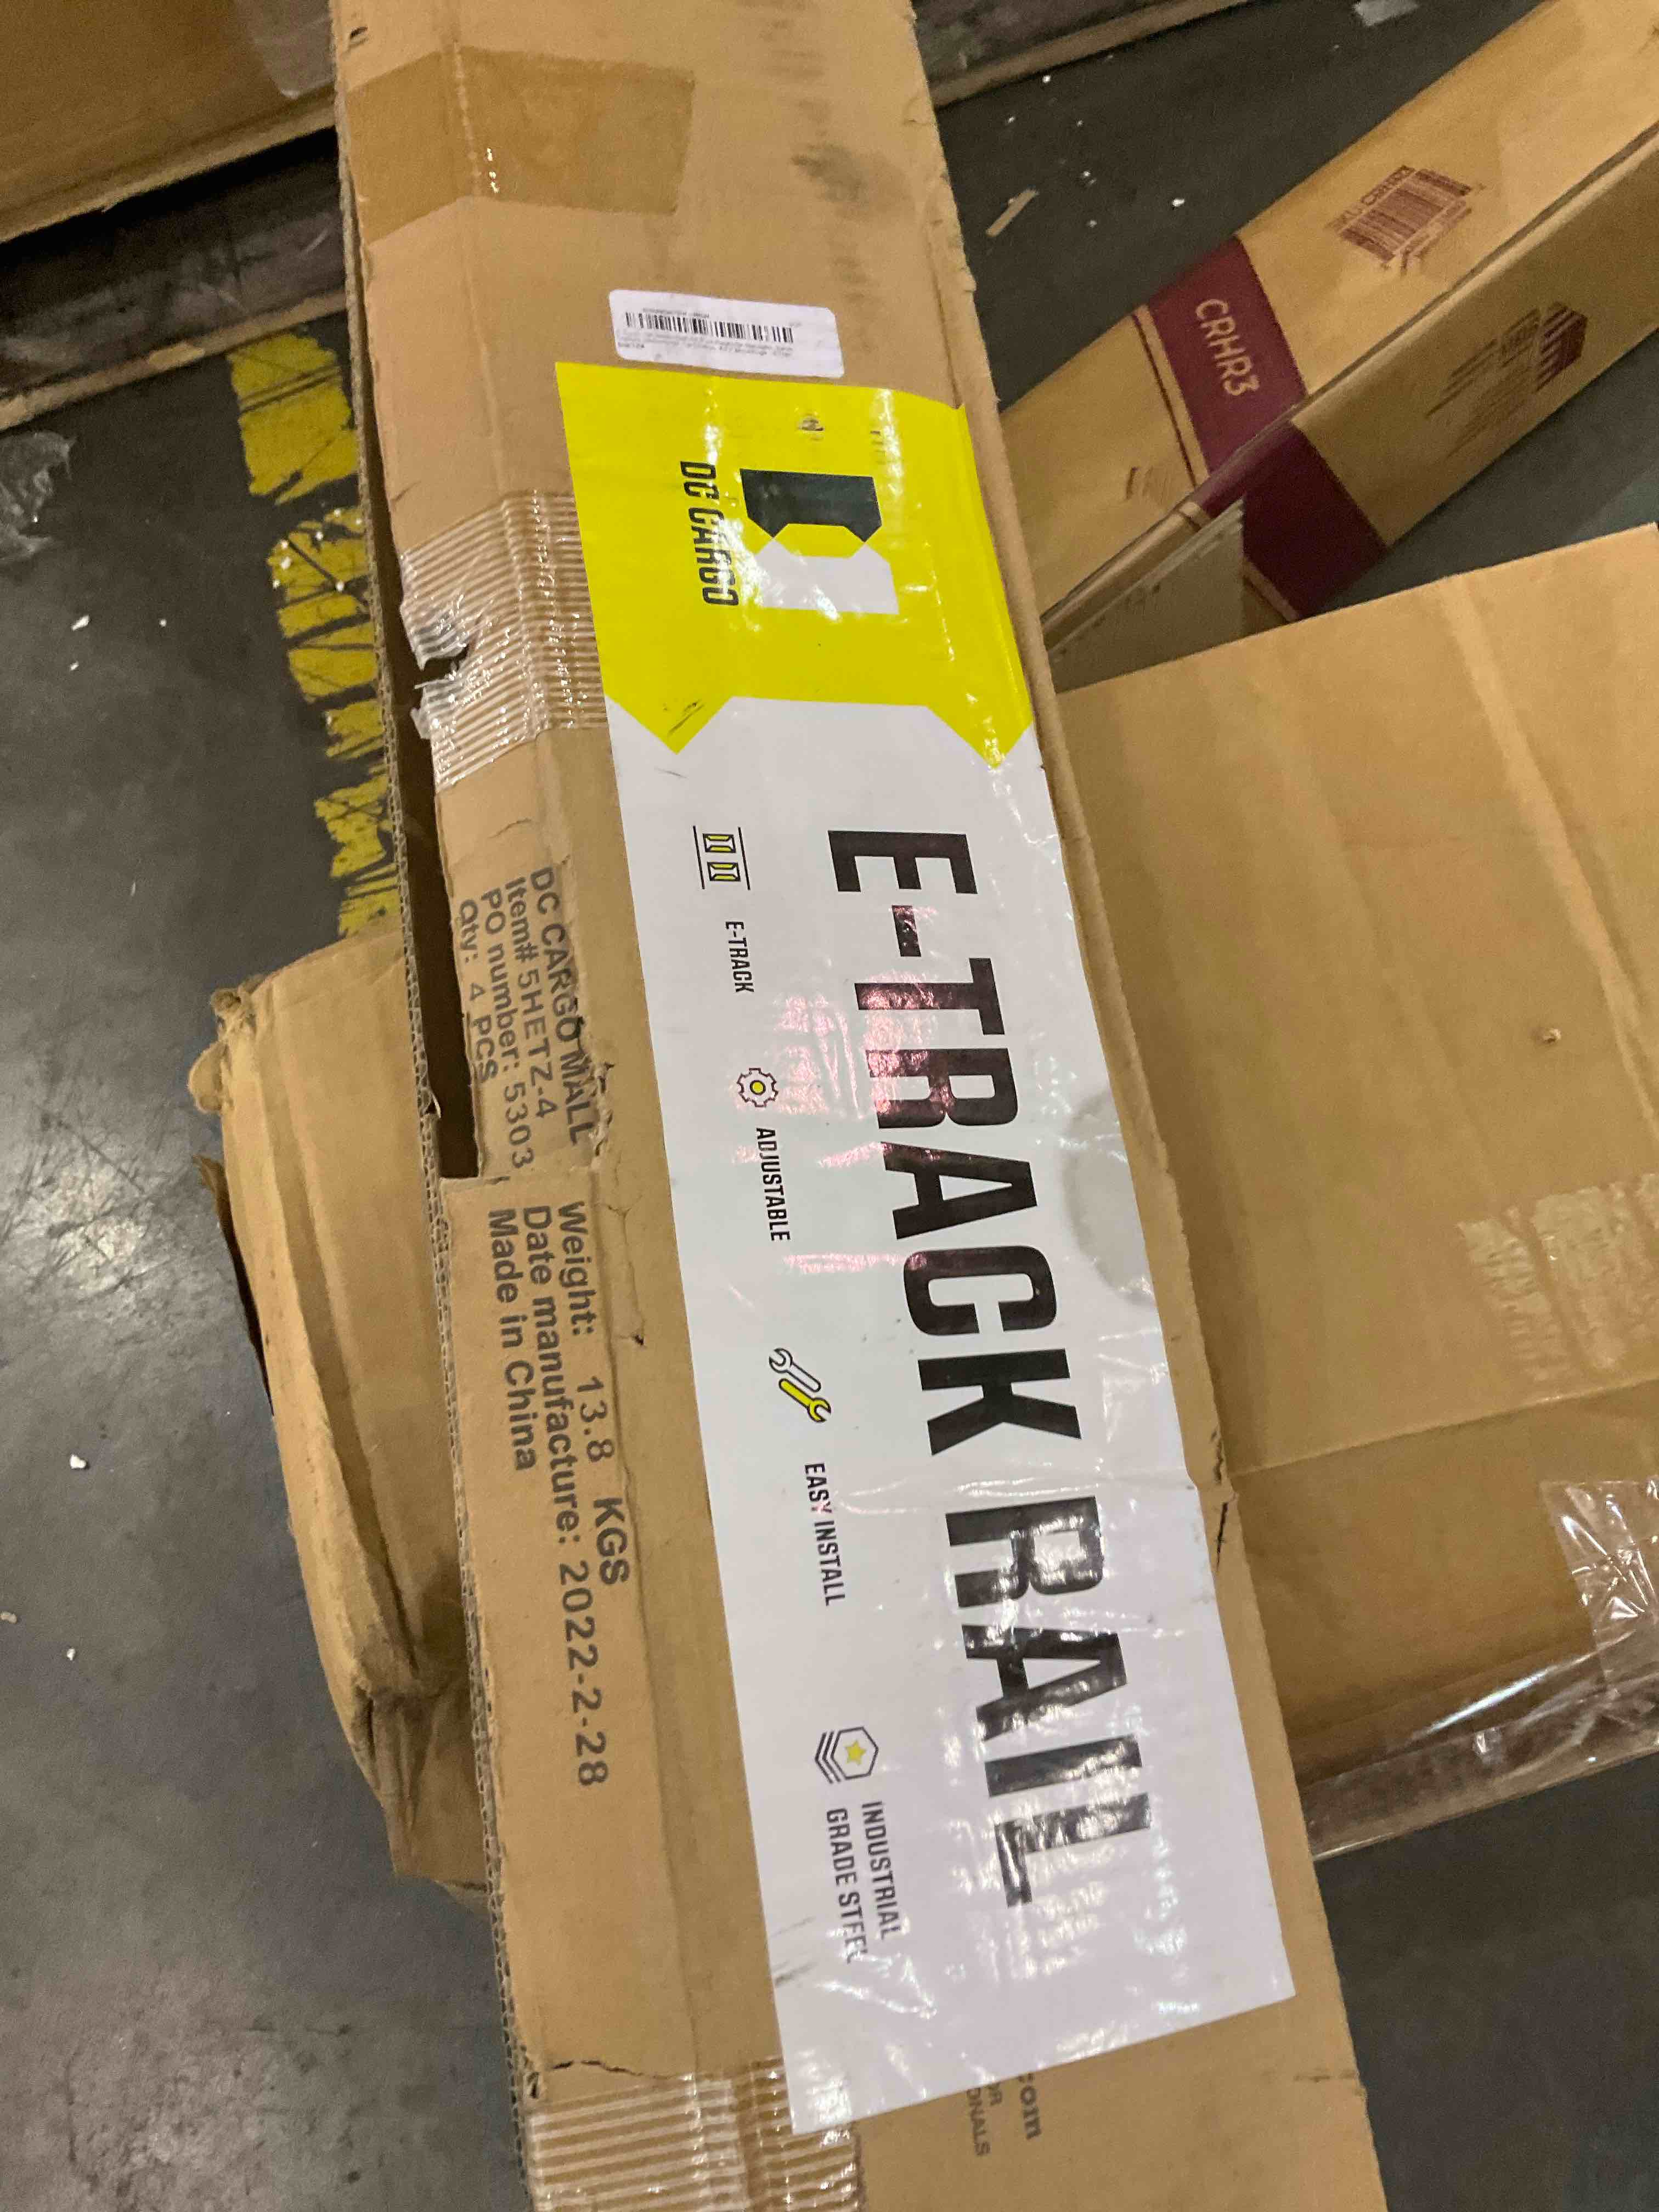 DC CARGO
E-TRACK RAIL
E-TRACK
ADJUSTABLE
EASY INSTALL
INDUSTRIAL
GRADE STEEL
DC CARGO MALL
Item# 5HETZ-4
PO number: 5303
Qty: 4 PCS
Weight: 13.8 KGS
Date manufacture: 2022-2-28
Made in China
CRHR3
com